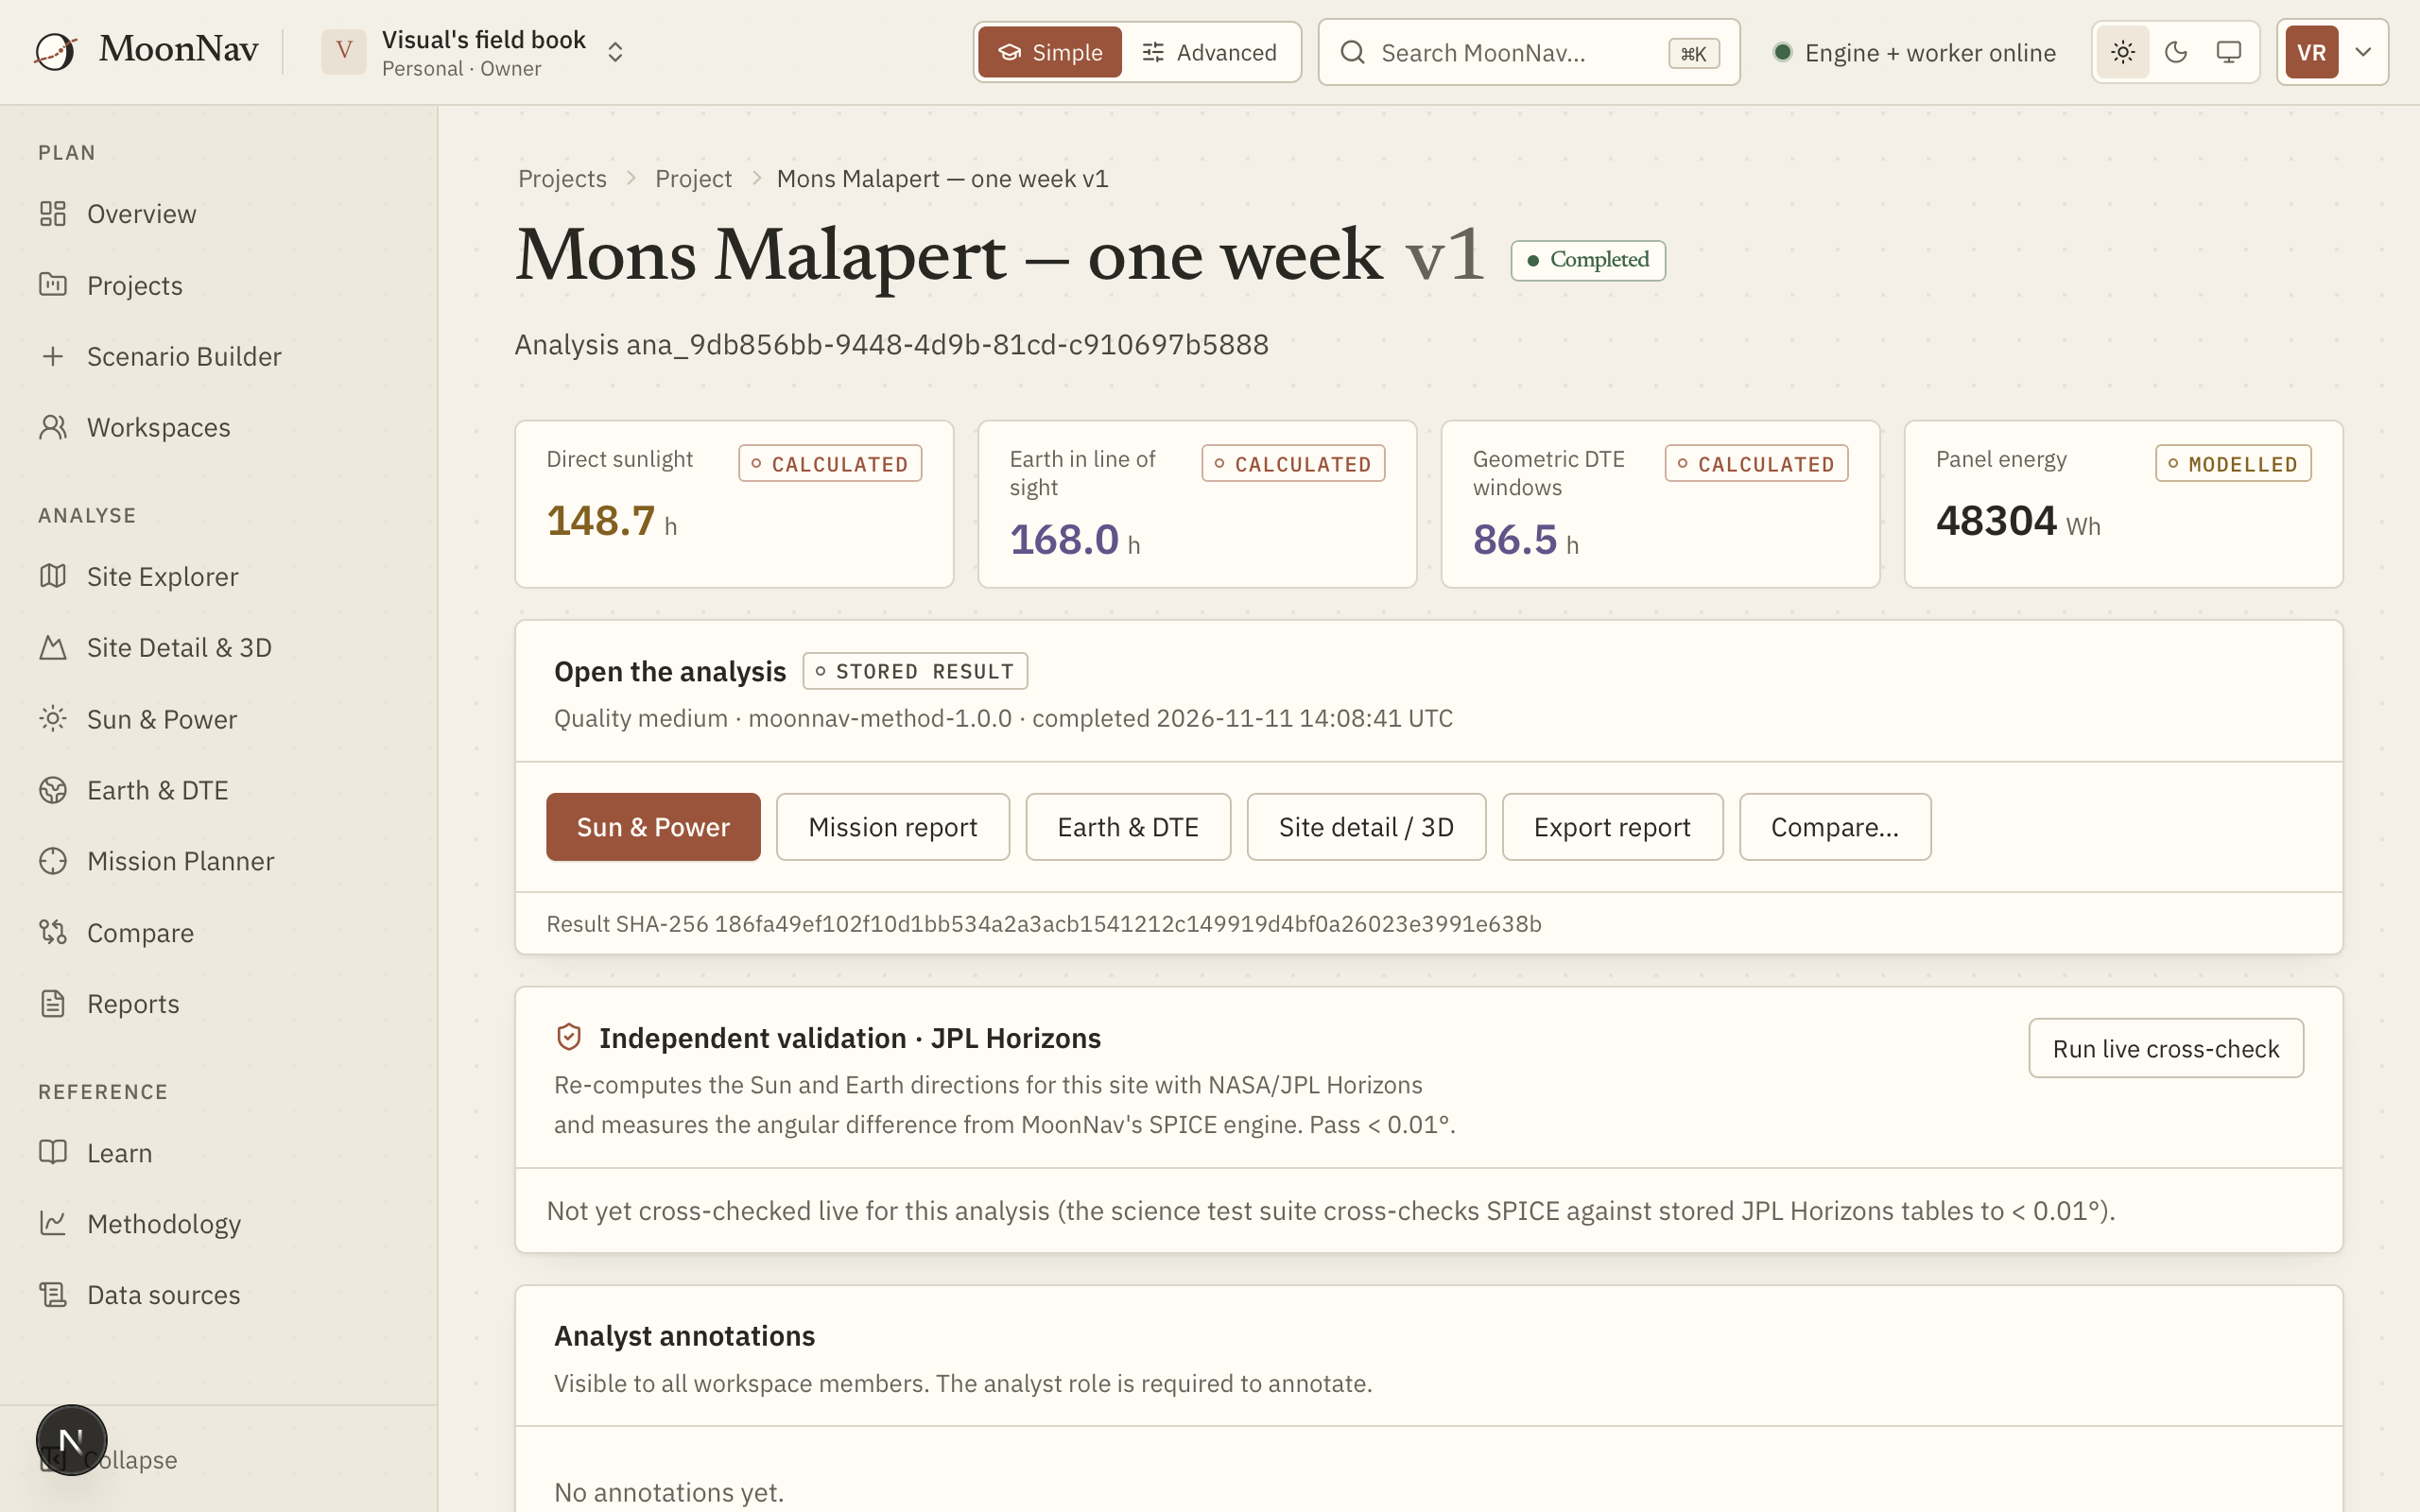 MoonNav
V
Visual's field book
Personal · Owner
Simple
Advanced
Search MoonNav...
⌘K
Engine + worker online
VR
PLAN
Overview
Projects
Scenario Builder
Workspaces
ANALYSE
Site Explorer
Site Detail & 3D
Sun & Power
Earth & DTE
Mission Planner
Compare
Reports
REFERENCE
Learn
Methodology
Data sources
N
Collapse
Projects > Project > Mons Malapert — one week v1
Mons Malapert — one week v1
Completed
Analysis ana_9db856bb-9448-4d9b-81cd-c910697b5888
Direct sunlight
CALCULATED
148.7 h
Earth in line of
sight
CALCULATED
168.0 h
Geometric DTE
windows
CALCULATED
86.5 h
Panel energy
MODELLED
48304 Wh
Open the analysis
STORED RESULT
Quality medium · moonnav-method-1.0.0 · completed 2026-11-11 14:08:41 UTC
Sun & Power
Mission report
Earth & DTE
Site detail / 3D
Export report
Compare...
Result SHA-256 186fa49ef102f10d1bb534a2a3acb1541212c149919d4bf0a26023e3991e638b
Independent validation · JPL Horizons
Run live cross-check
Re-computes the Sun and Earth directions for this site with NASA/JPL Horizons
and measures the angular difference from MoonNav's SPICE engine. Pass < 0.01°.
Not yet cross-checked live for this analysis (the science test suite cross-checks SPICE against stored JPL Horizons tables to < 0.01°).
Analyst annotations
Visible to all workspace members. The analyst role is required to annotate.
No annotations yet.